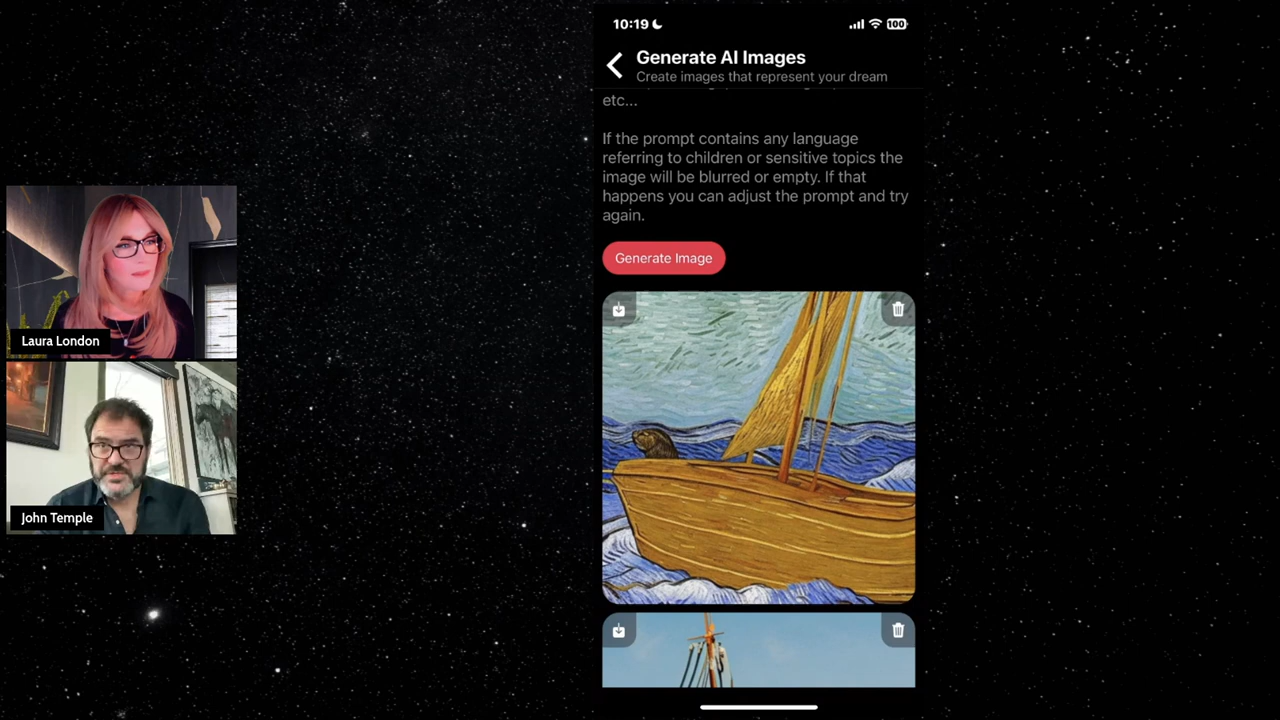 10:19
100
Generate AI Images
Create images that represent your dream
etc...
If the prompt contains any language
referring to children or sensitive topics the
image will be blurred or empty. If that
happens you can adjust the prompt and try
again.
Generate Image
Laura London
John Temple